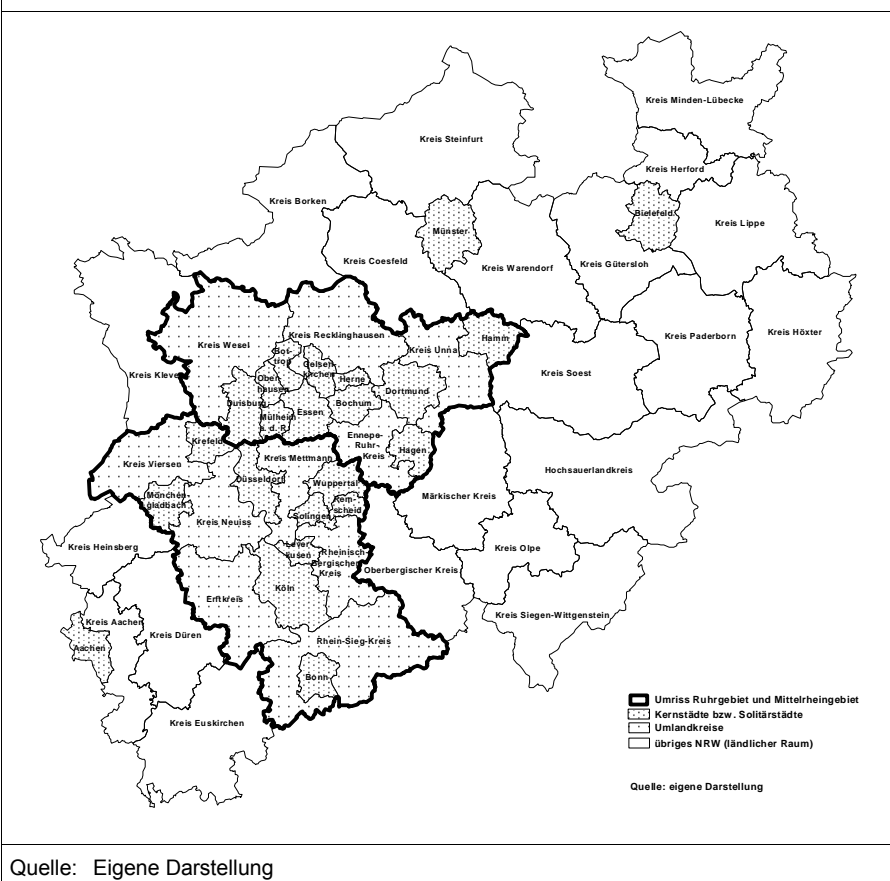 Kreis Minden-Lübecke
Kreis Steinfurt
Kreis Herford
Kreis Borken
Bielefeld
Kreis Lippe
Münster
Kreis Coesfeld
Kreis Warendorf
Kreis Gütersloh
Kreis Höxter
Kreis Paderborn
Kreis Recklinghausen
Hamm
Kreis Wesel
Kreis Unna
Bot-
trop
Gelsen-
kirchen
Kreis Soest
Kreis Kleve
Ober-
hausen
Herne
Dortmund
Duisburg
Essen
Bochum
Mülheim
a. d. R.
Ennepe-
Ruhr-
Kreis
Krefeld
Hagen
Kreis Mettmann
Kreis Viersen
Hochsauerlandkreis
Düsseldorf
Wuppertal
Mönchen-
gladbach
Rem-
scheid
Märkischer Kreis
Solingen
Kreis Neuiss
Kreis Heinsberg
Lever-
kusen
Rheinisch-
Bergischer
Kreis
Kreis Olpe
Oberbergischer Kreis
Köln
Erftkreis
Kreis Siegen-Wittgenstein
Kreis Aachen
Kreis Düren
Rhein-Sieg-Kreis
Aachen
Bonn
Kreis Euskirchen
Umriss Ruhrgebiet und Mittelrheingebiet
Kernstädte bzw. Solitärstädte
Umlandkreise
übriges NRW (ländlicher Raum)
Quelle: eigene Darstellung
Quelle: Eigene Darstellung